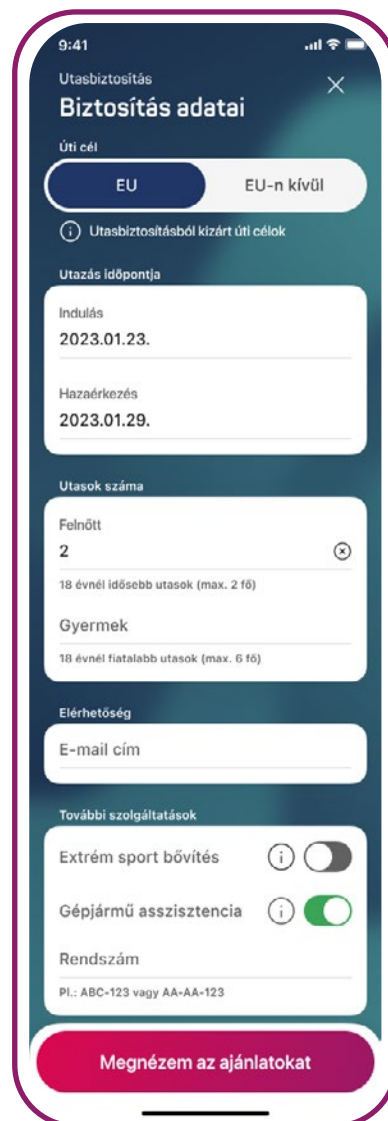 9:41
Utasbiztosítás
Biztosítás adatai
Úti cél
EU
EU-n kívül
Utasbiztosításból kizárt úti célok
Utazás időpontja
Indulás
2023.01.23.
Hazaérkezés
2023.01.29.
Utasok száma
Felnőtt
2
18 évnél idősebb utasok (max. 2 fő)
Gyermek
18 évnél fiatalabb utasok (max. 6 fő)
Elérhetőség
E-mail cím
További szolgáltatások
Extrém sport bővítés
Gépjármű asszisztencia
Rendszám
Pl.: ABC-123 vagy AA-AA-123
Megnézem az ajánlatokat